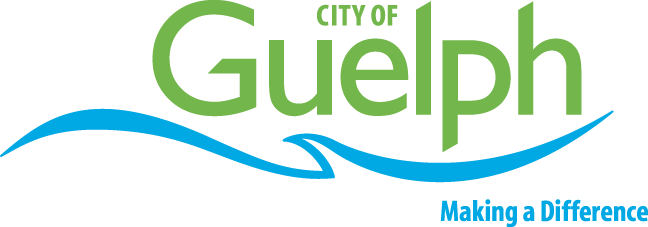 CITY OF
Guelph
Making a Difference